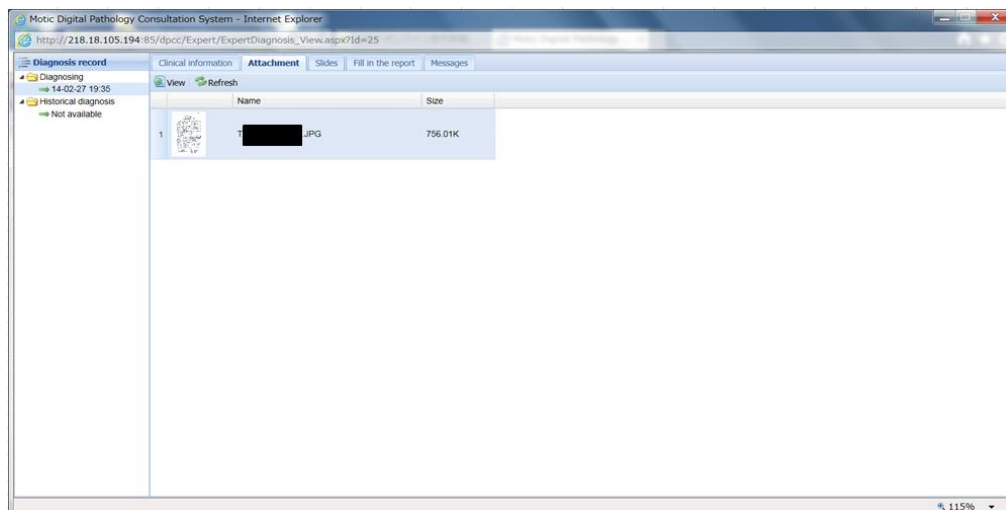 Motic Digital Pathology Consultation System - Internet Explorer
http://218.18.105.194:85/dpcc/Expert/ExpertDiagnosis_View.aspx?Id=25
Diagnosis record
Clinical information Attachment Slides Fill in the report Messages
Diagnosing
View Refresh
14-02-27 19:35
Name Size
Historical diagnosis
Not available
1 T .JPG 756.01K
115%